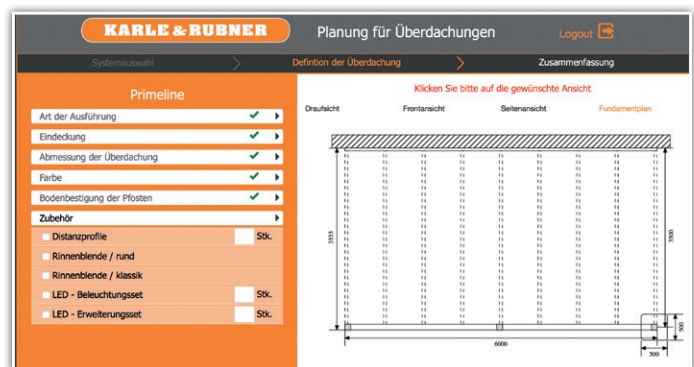 KARLE & RUBNER
Planung für Überdachungen
Logout
Systemauswahl
Defintion der Überdachung
Zusammenfassung
Primeline
Klicken Sie bitte auf die gewünschte Ansicht
Draufsicht
Frontansicht
Seitenansicht
Fundamentplan
Art der Ausführung
Eindeckung
Abmessung der Überdachung
Farbe
Bodenbestigung der Pfosten
Zubehör
Distanzprofile Stk.
Rinnenblende / rund
Rinnenblende / klassik
LED - Beleuchtungsset Stk.
LED - Erweiterungsset Stk.
3555
3500
6000
300
300